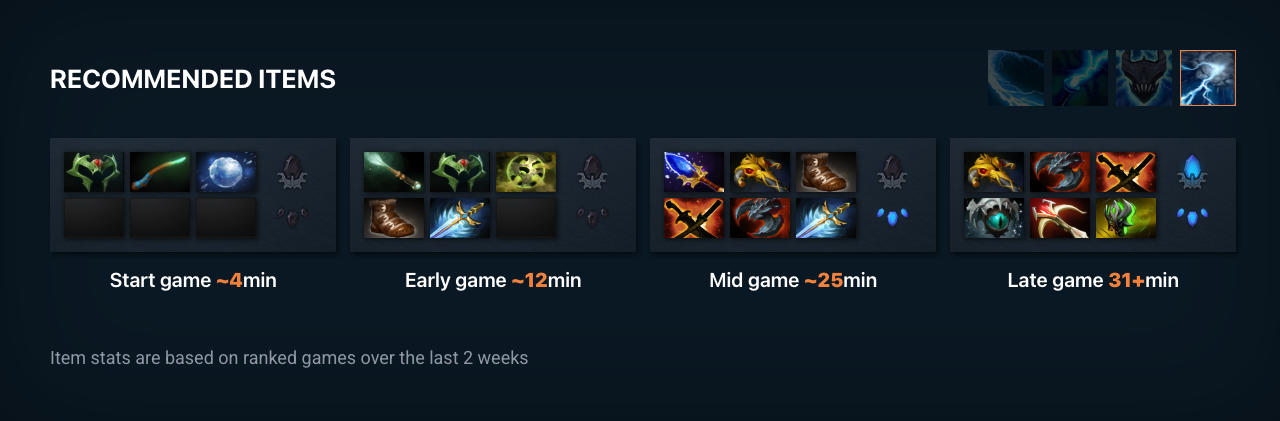 RECOMMENDED ITEMS
Start game ~4min
Early game ~12min
Mid game ~25min
Late game 31+min
Item stats are based on ranked games over the last 2 weeks